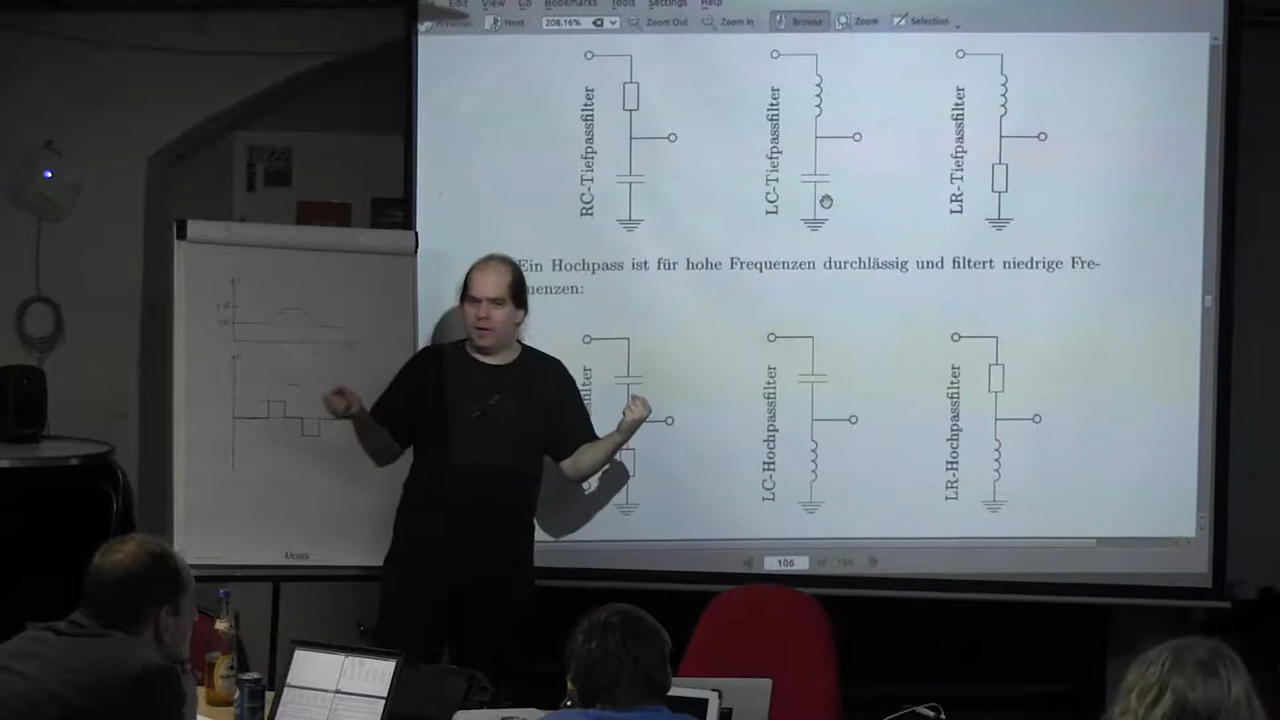 Edit View Go Bookmarks Tools Settings Help
Previous Next 208.16% Zoom Out Zoom In Browse Zoom Selection
RC-Tiefpassfilter
LC-Tiefpassfilter
LR-Tiefpassfilter
Ein Hochpass ist für hohe Frequenzen durchlässig und filtert niedrige Fre-
quenzen:
LC-Hochpassfilter
LR-Hochpassfilter
106 of